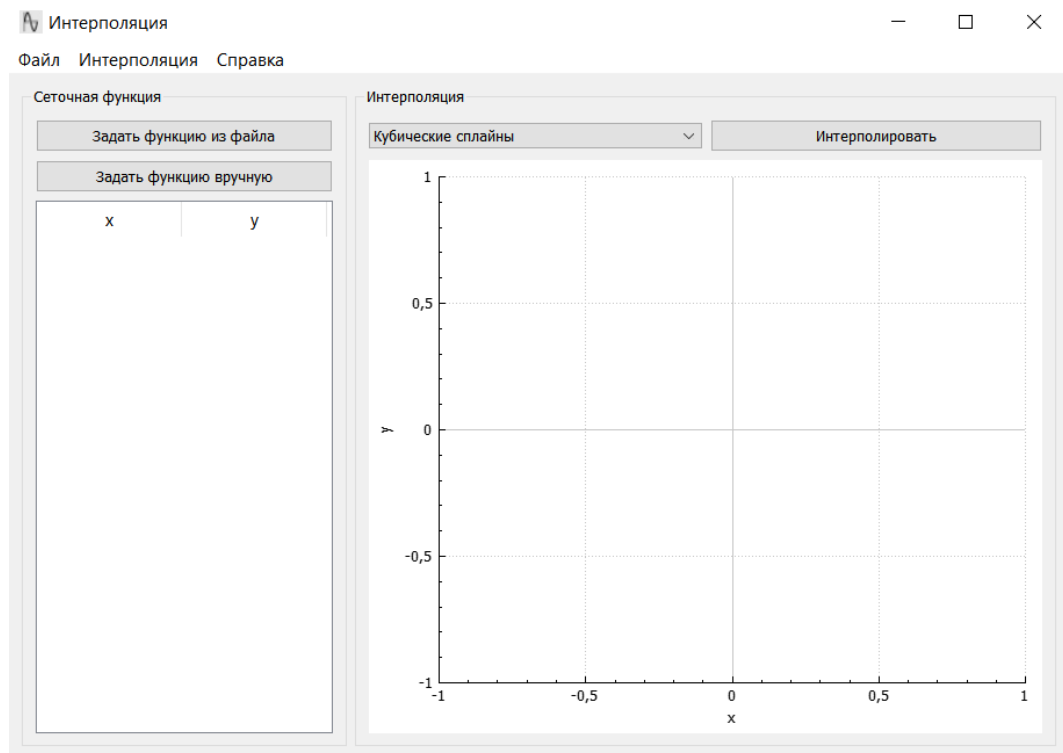 Интерполяция
Файл Интерполяция Справка
Сеточная функция
Задать функцию из файла
Задать функцию вручную
x y
Интерполяция
Кубические сплайны Интерполировать
1
0,5
y 0
-0,5
-1
-1 -0,5 0 0,5 1
x